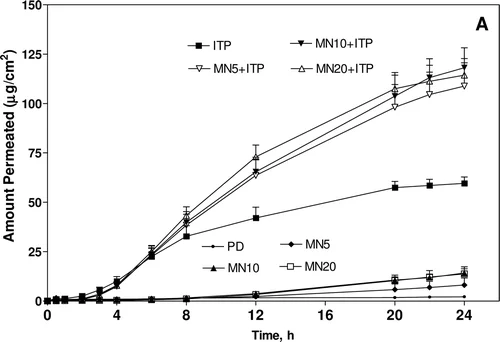 150
A
ITP
MN10+ITP
125
MN5+ITP
MN20+ITP
100
75
50
25
0
Amount Permeated (μg/cm²)
PD
MN5
MN10
MN20
0 4 8 12 16 20 24
Time, h